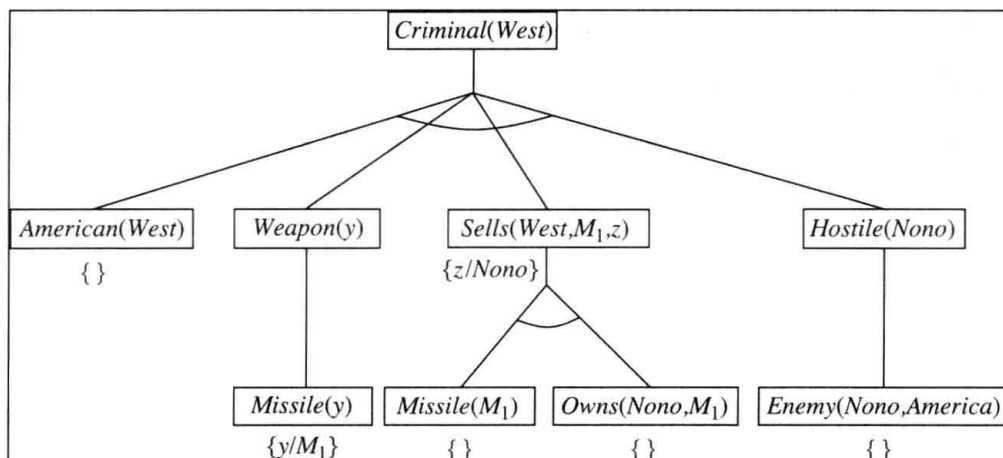 Criminal(West)
American(West) Weapon(y) Sells(West,M₁,z) Hostile(Nono)
{ } {z/Nono}
Missile(y) Missile(M₁) Owns(Nono,M₁) Enemy(Nono,America)
{y/M₁} { } { } { }